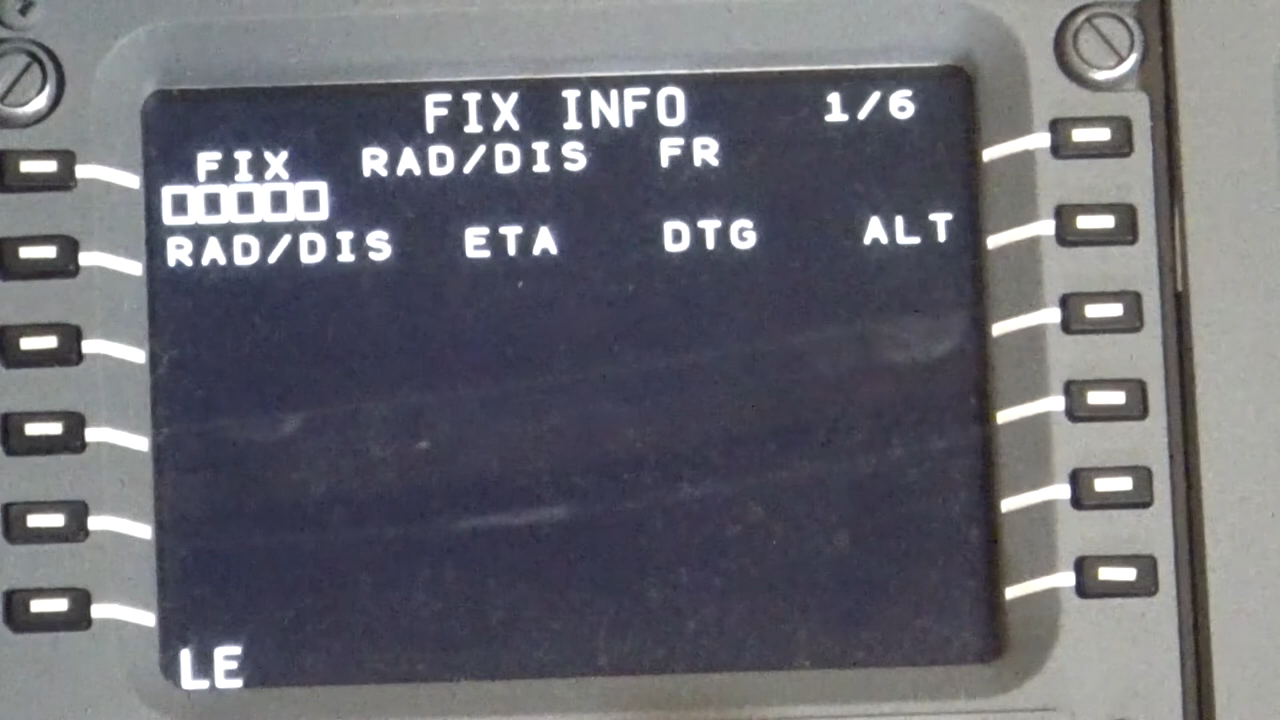 FIX INFO 1/6
FIX RAD/DIS FR
□□□□□
RAD/DIS ETA DTG ALT
LE